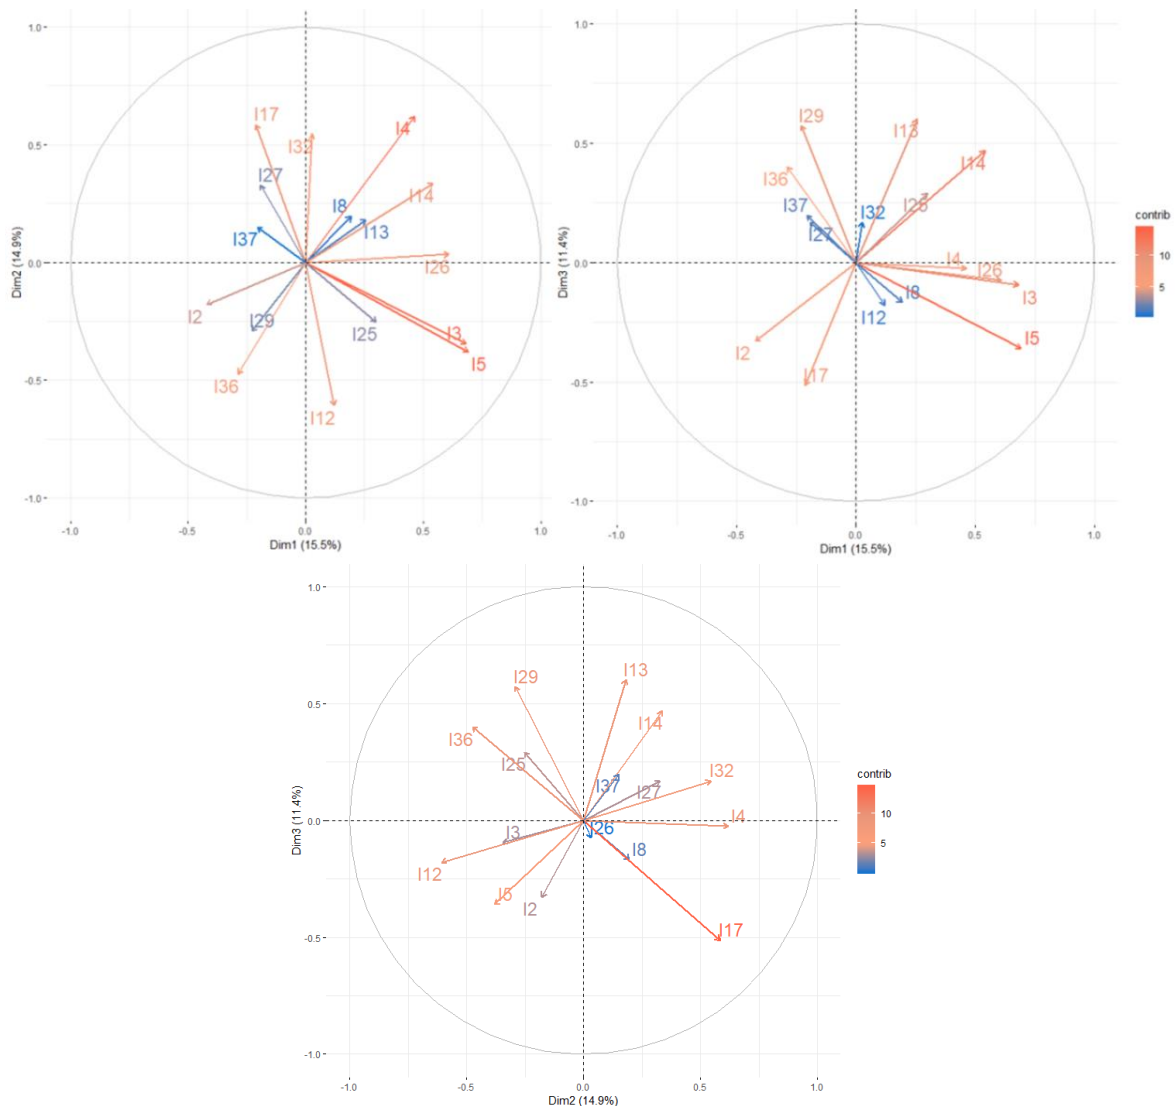 1.0
I17
I4
0.5
I32
I27
I14
I8
I13
I37
0.0
I26
I2
I29
I25
I3
I5
-0.5
I36
I12
-1.0
-1.0 -0.5 0.0 0.5 1.0
Dim1 (15.5%)
Dim2 (14.9%)
1.0
I29
I13
0.5
I14
I36
I37
I25
I32
I27
0.0
I4
I26
I3
I8
I12
I5
I2
I17
-0.5
-1.0
-1.0 -0.5 0.0 0.5 1.0
Dim1 (15.5%)
Dim3 (11.4%)
contrib
10
5
1.0
I13
I29
0.5
I14
I36
I25
I32
I37
I27
I4
0.0
I26
I3
I8
I12
I5
I2
I17
-0.5
-1.0
-1.0 -0.5 0.0 0.5 1.0
Dim2 (14.9%)
Dim3 (11.4%)
contrib
10
5